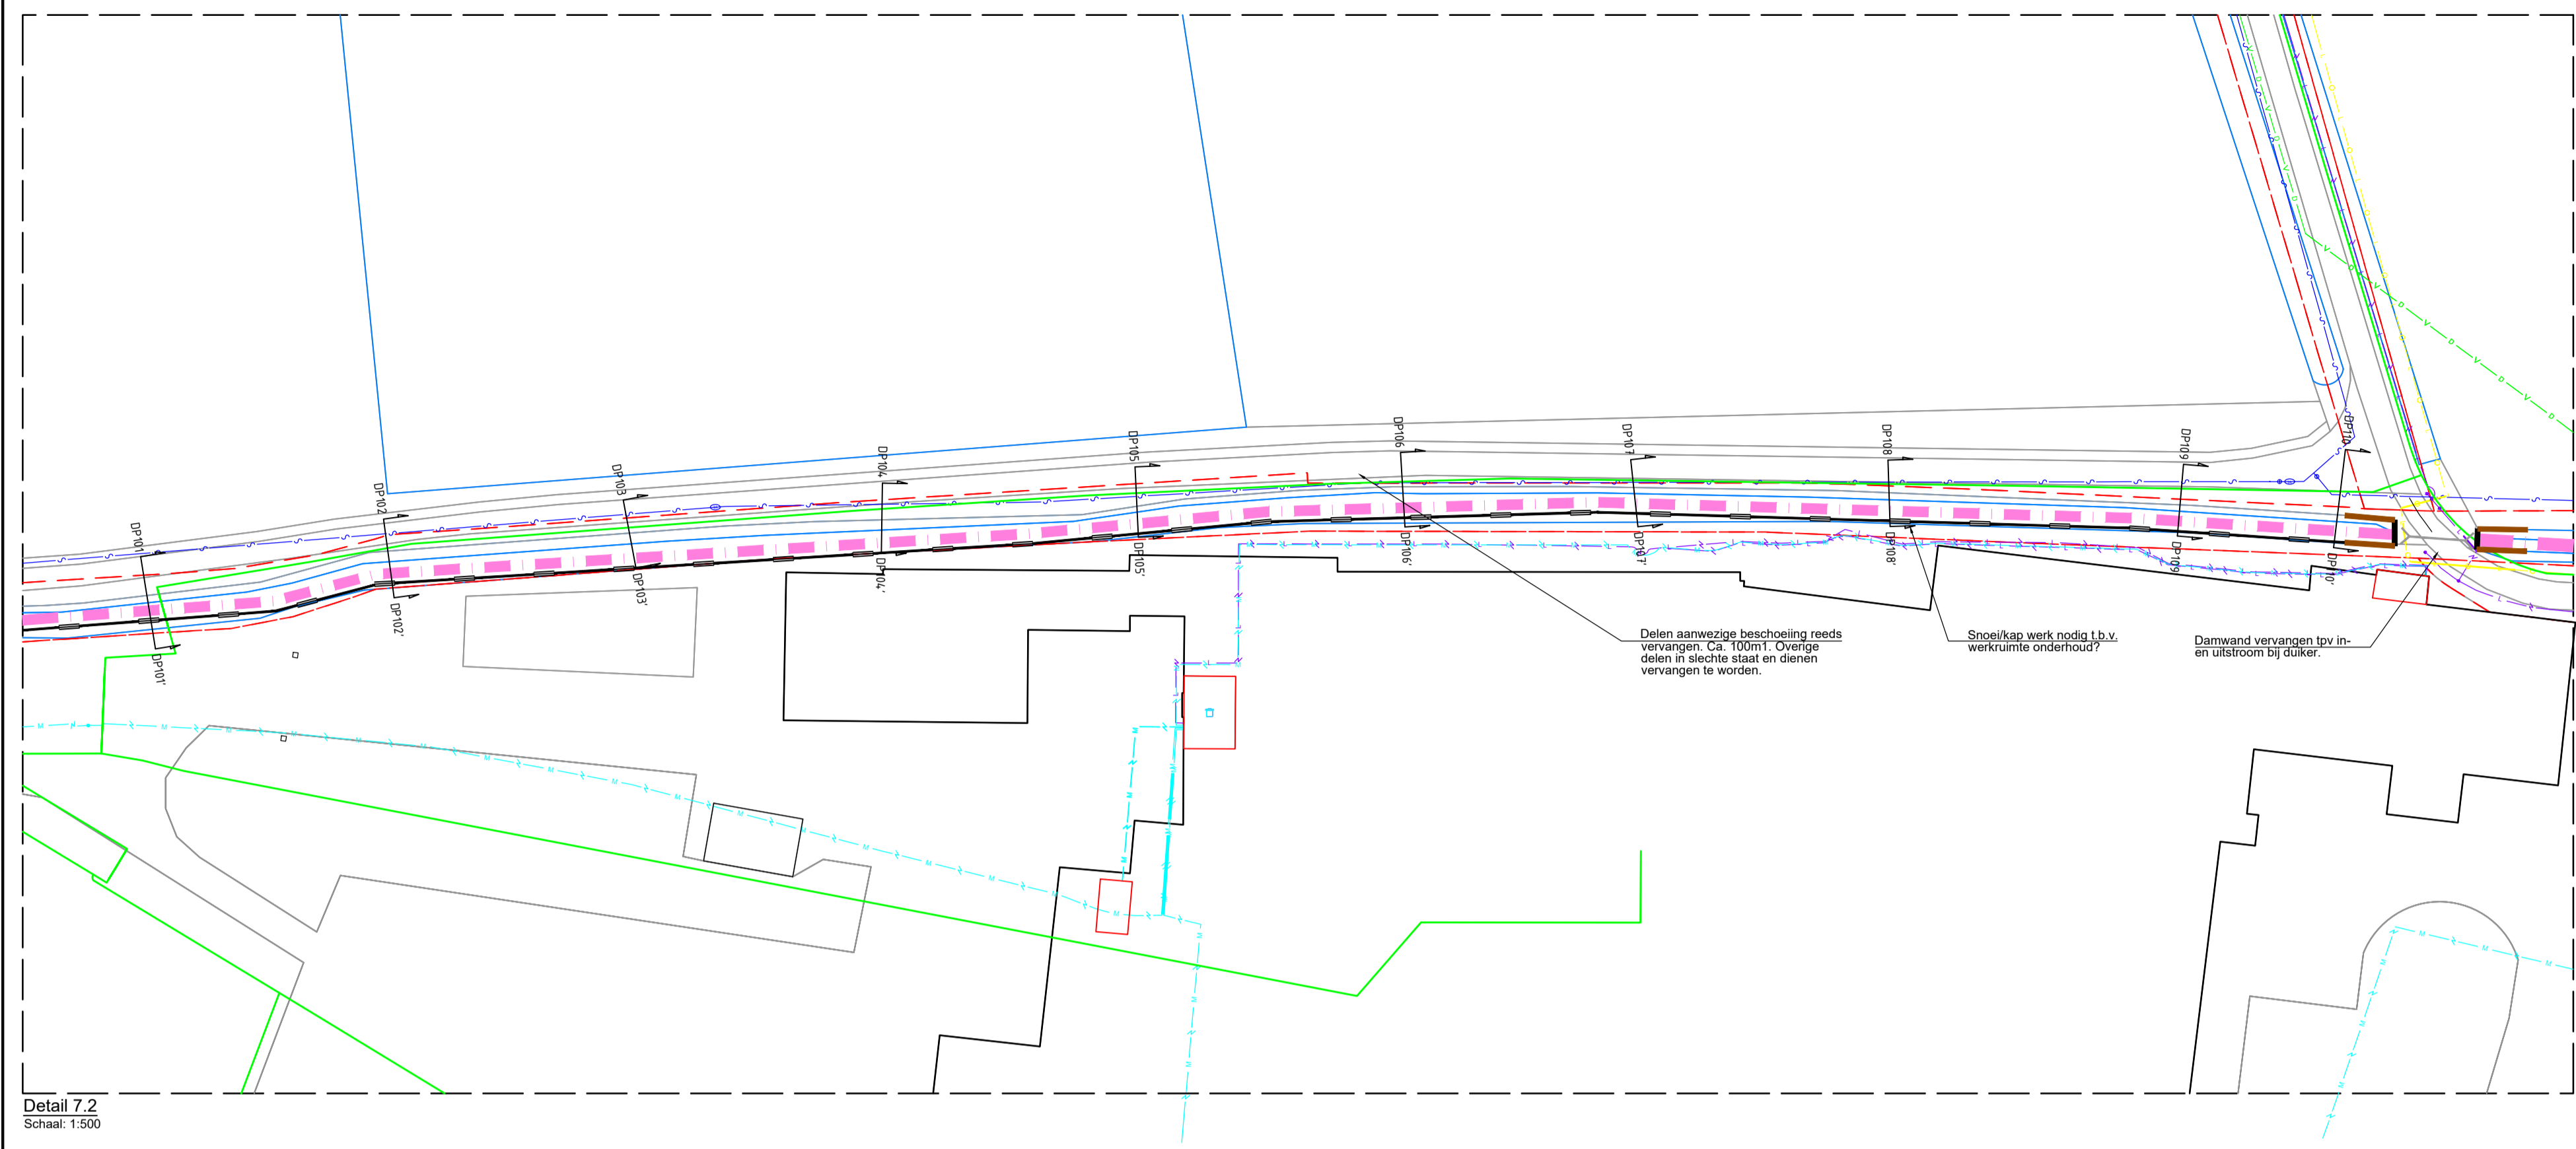 DP101
DP102
DP103
DP104
DP105
DP106
DP107
DP108
DP109
DP110
DP101'
DP102'
DP103'
DP104'
DP105'
DP106'
DP107'
DP108'
DP109'
DP110'
Delen aanwezige beschoeiing reeds
vervangen. Ca. 100m1. Overige
delen in slechte staat en dienen
vervangen te worden.
Snoei/kap werk nodig t.b.v.
werkruimte onderhoud?
Damwand vervangen tpv in-
en uitstroom bij duiker.
Detail 7.2
Schaal: 1:500